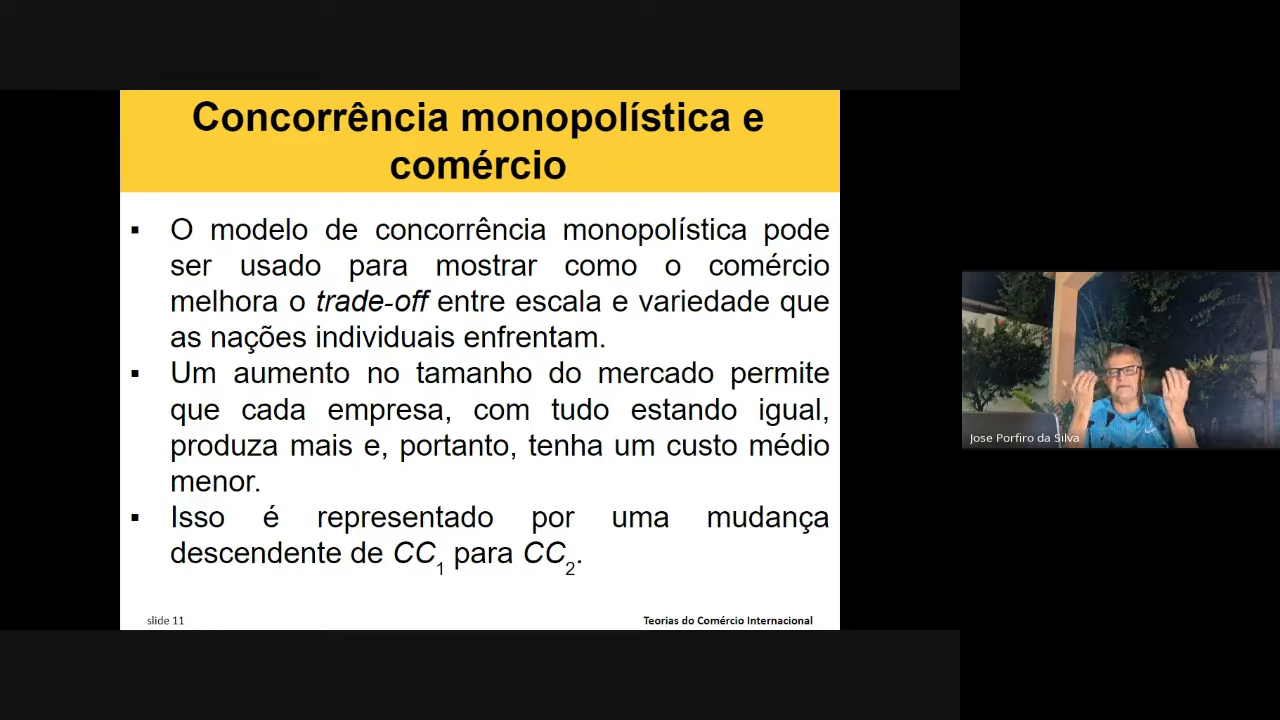 Concorrência monopolística e
comércio
▪ O modelo de concorrência monopolística pode
ser usado para mostrar como o comércio
melhora o trade-off entre escala e variedade que
as nações individuais enfrentam.
▪ Um aumento no tamanho do mercado permite
que cada empresa, com tudo estando igual,
produza mais e, portanto, tenha um custo médio
menor.
▪ Isso é representado por uma mudança
descendente de CC1 para CC2.
slide 11
Teorias do Comércio Internacional
Jose Porfiro da Silva